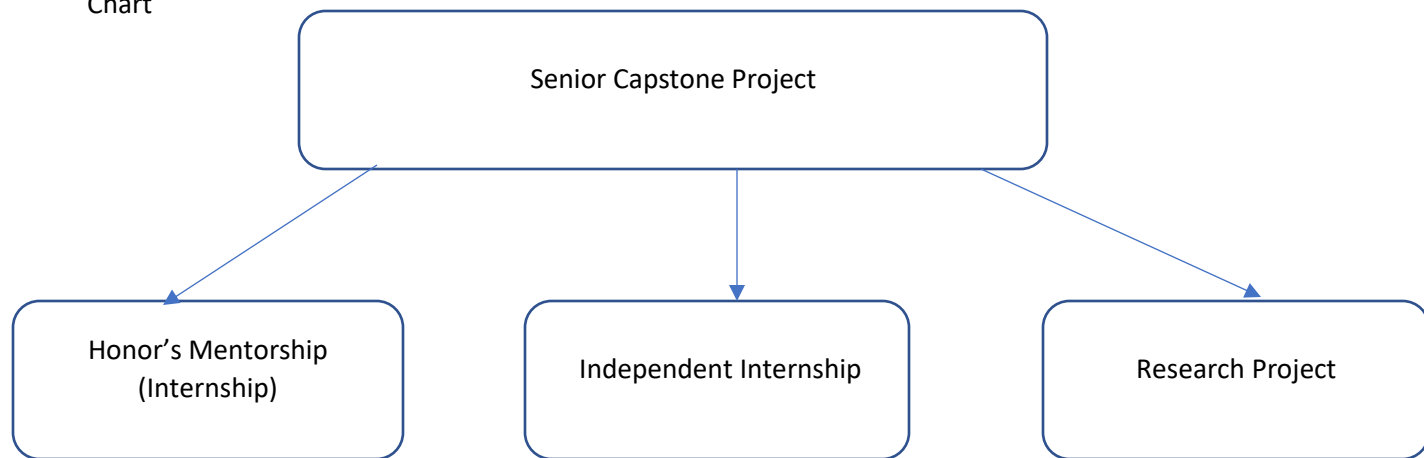 Chart
Senior Capstone Project
Honor’s Mentorship
(Internship)
Independent Internship
Research Project